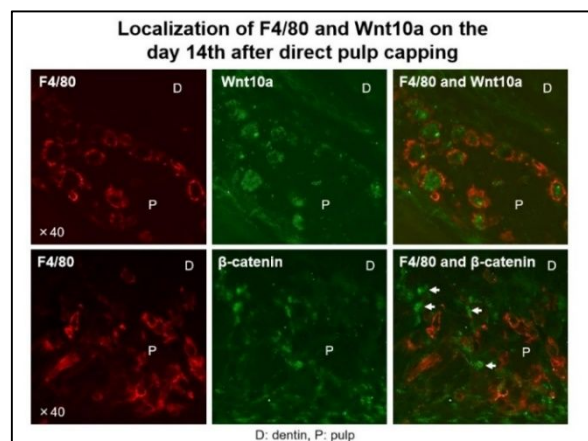 Localization of F4/80 and Wnt10a on the
day 14th after direct pulp capping
F4/80 D
Wnt10a D
F4/80 and Wnt10a D
P
P
P
×40
F4/80 D
β-catenin D
F4/80 and β-catenin D
P
P
P
×40
D: dentin, P: pulp